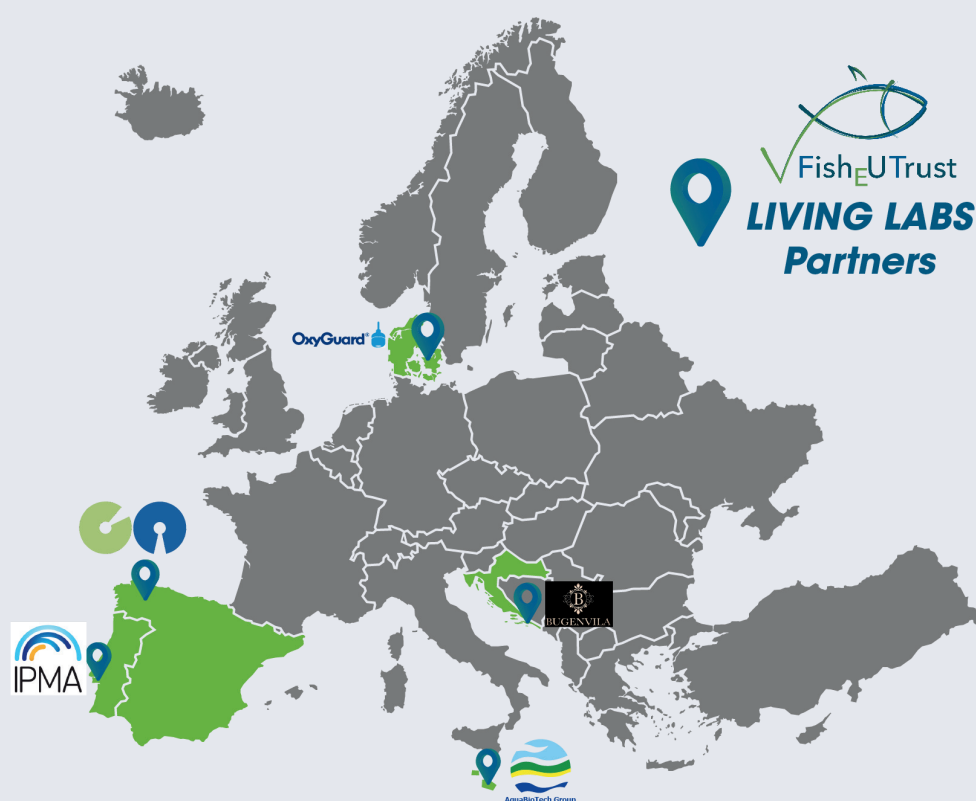 FishEUTrust
LIVING LABS
Partners
OxyGuard®
B
BUGENVILA
IPMA
AquaBioTech Group